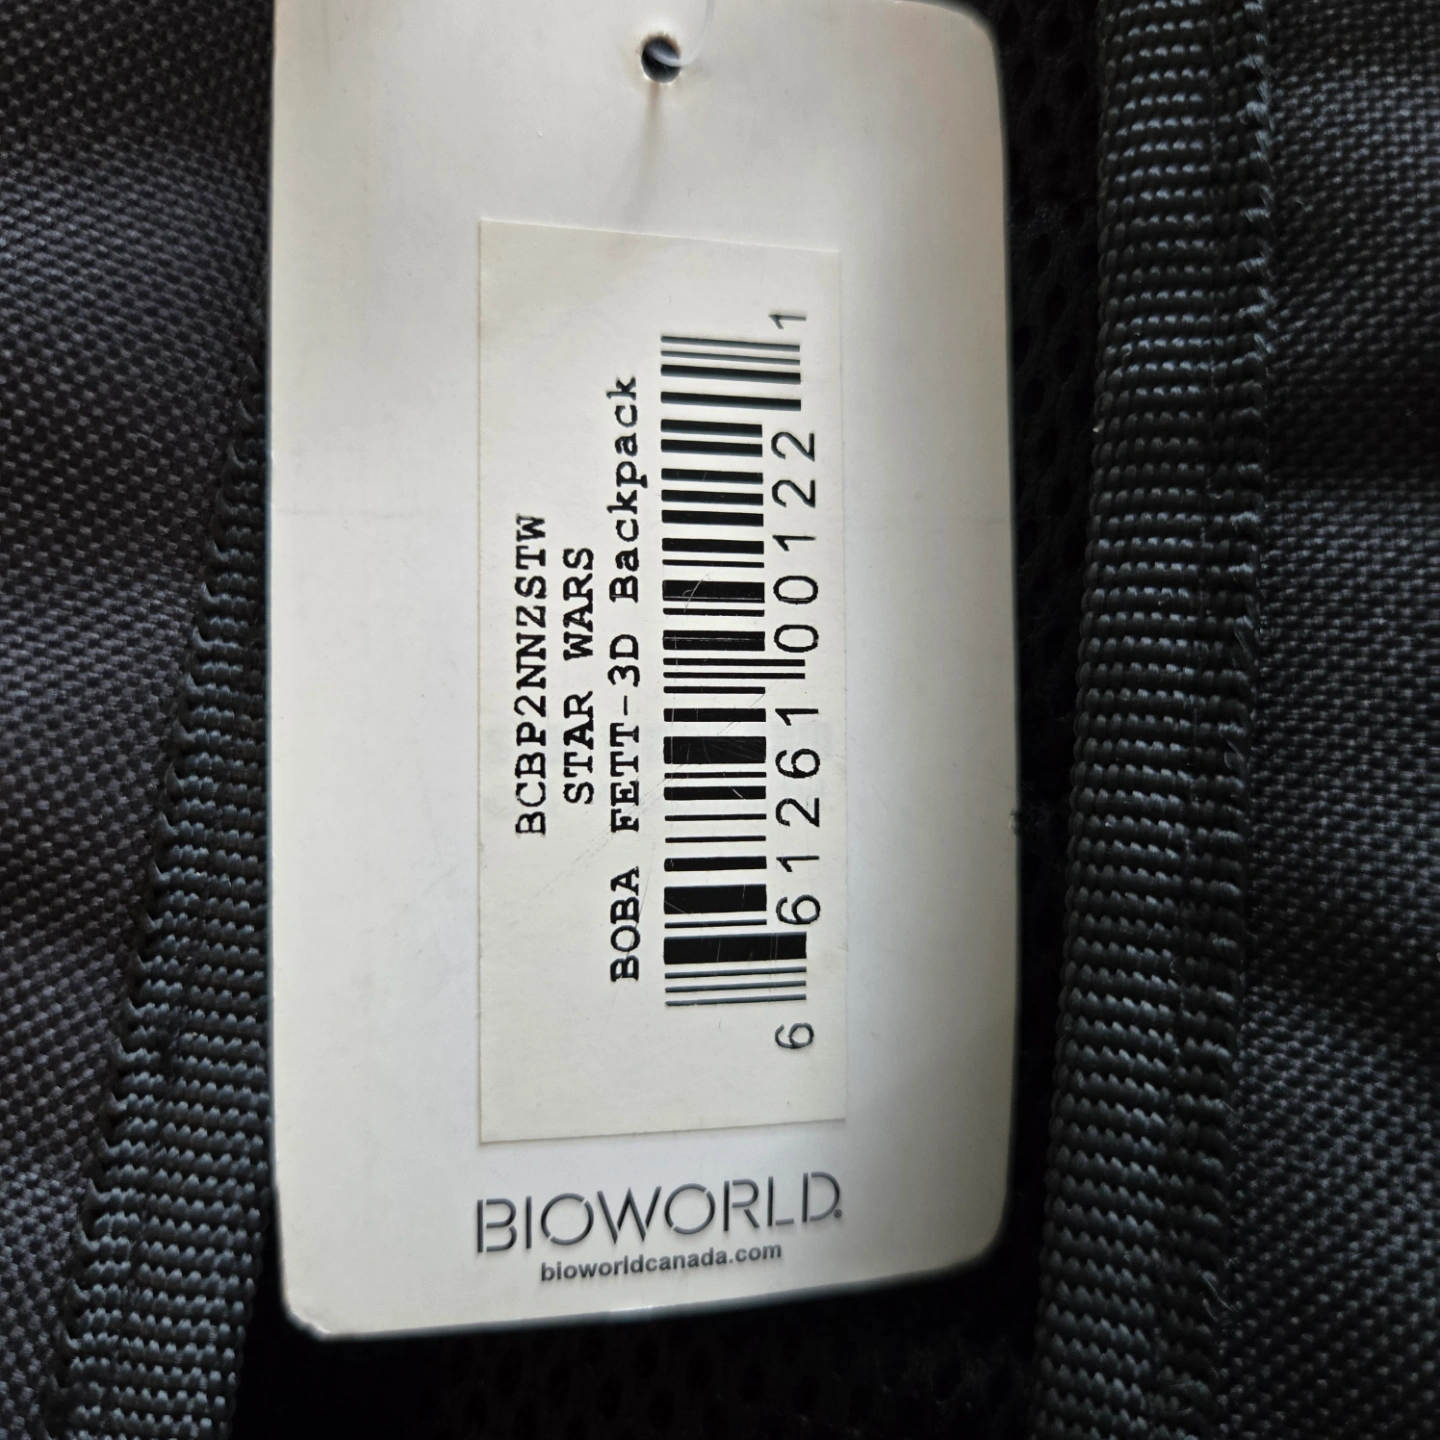 BCBP2NNZSTW
STAR WARS
BOBA FETT-3D Backpack
6 61261 00122 1
BIOWORLD.
bioworldcanada.com